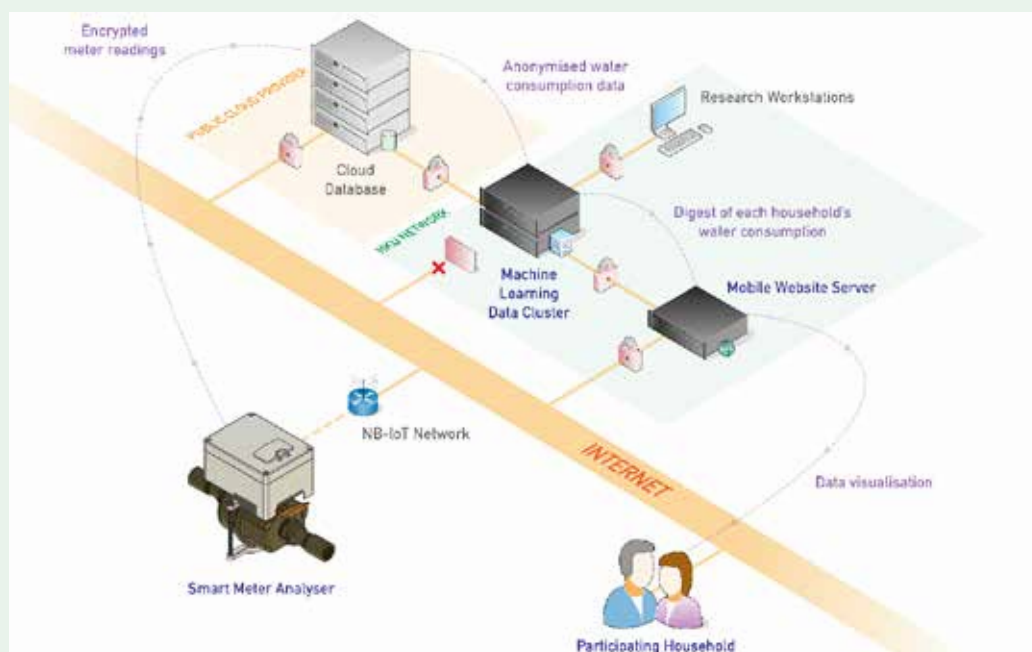 Encrypted
meter readings
PUBLIC CLOUD PROVIDER
Anonymised water
consumption data
Research Workstations
Cloud
Database
HKU NETWORK
Digest of each household's
water consumption
Machine
Learning
Data Cluster
Mobile Website Server
NB-IoT Network
INTERNET
Data visualisation
Smart Meter Analyser
Participating Household